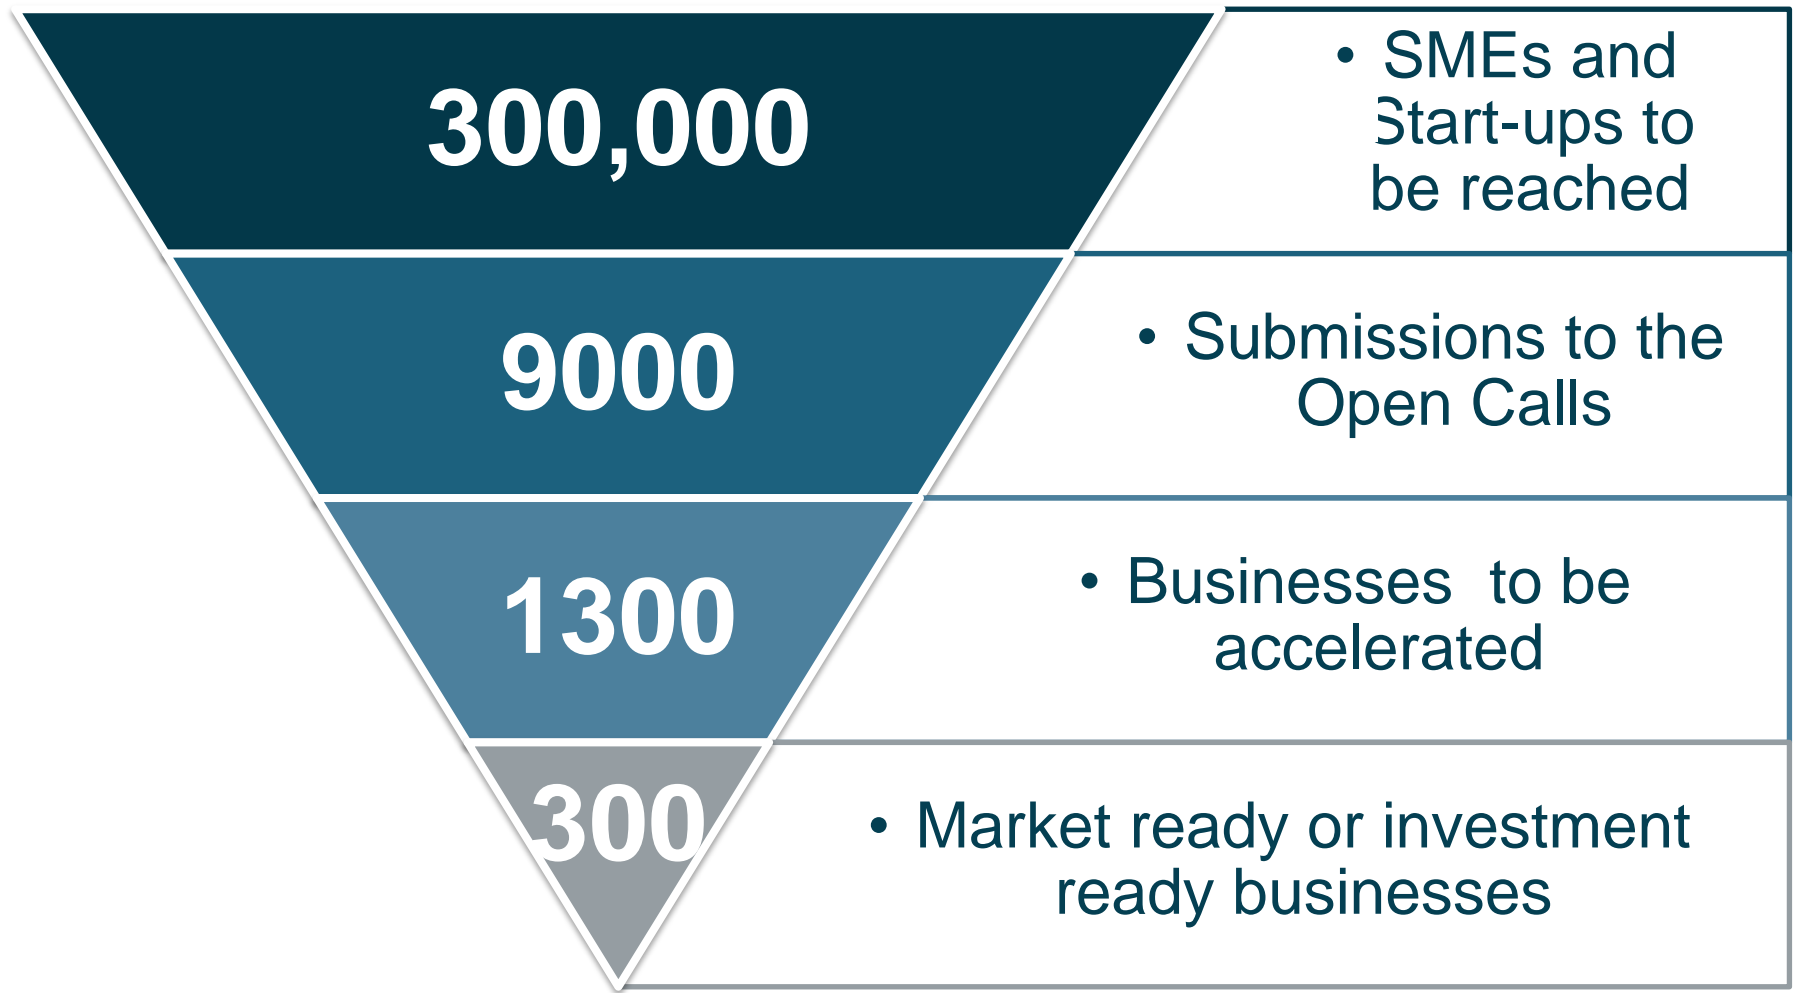 300,000
• SMEs and
Start-ups to
be reached
9000
• Submissions to the
Open Calls
1300
• Businesses  to be
accelerated
300
• Market ready or investment
ready businesses